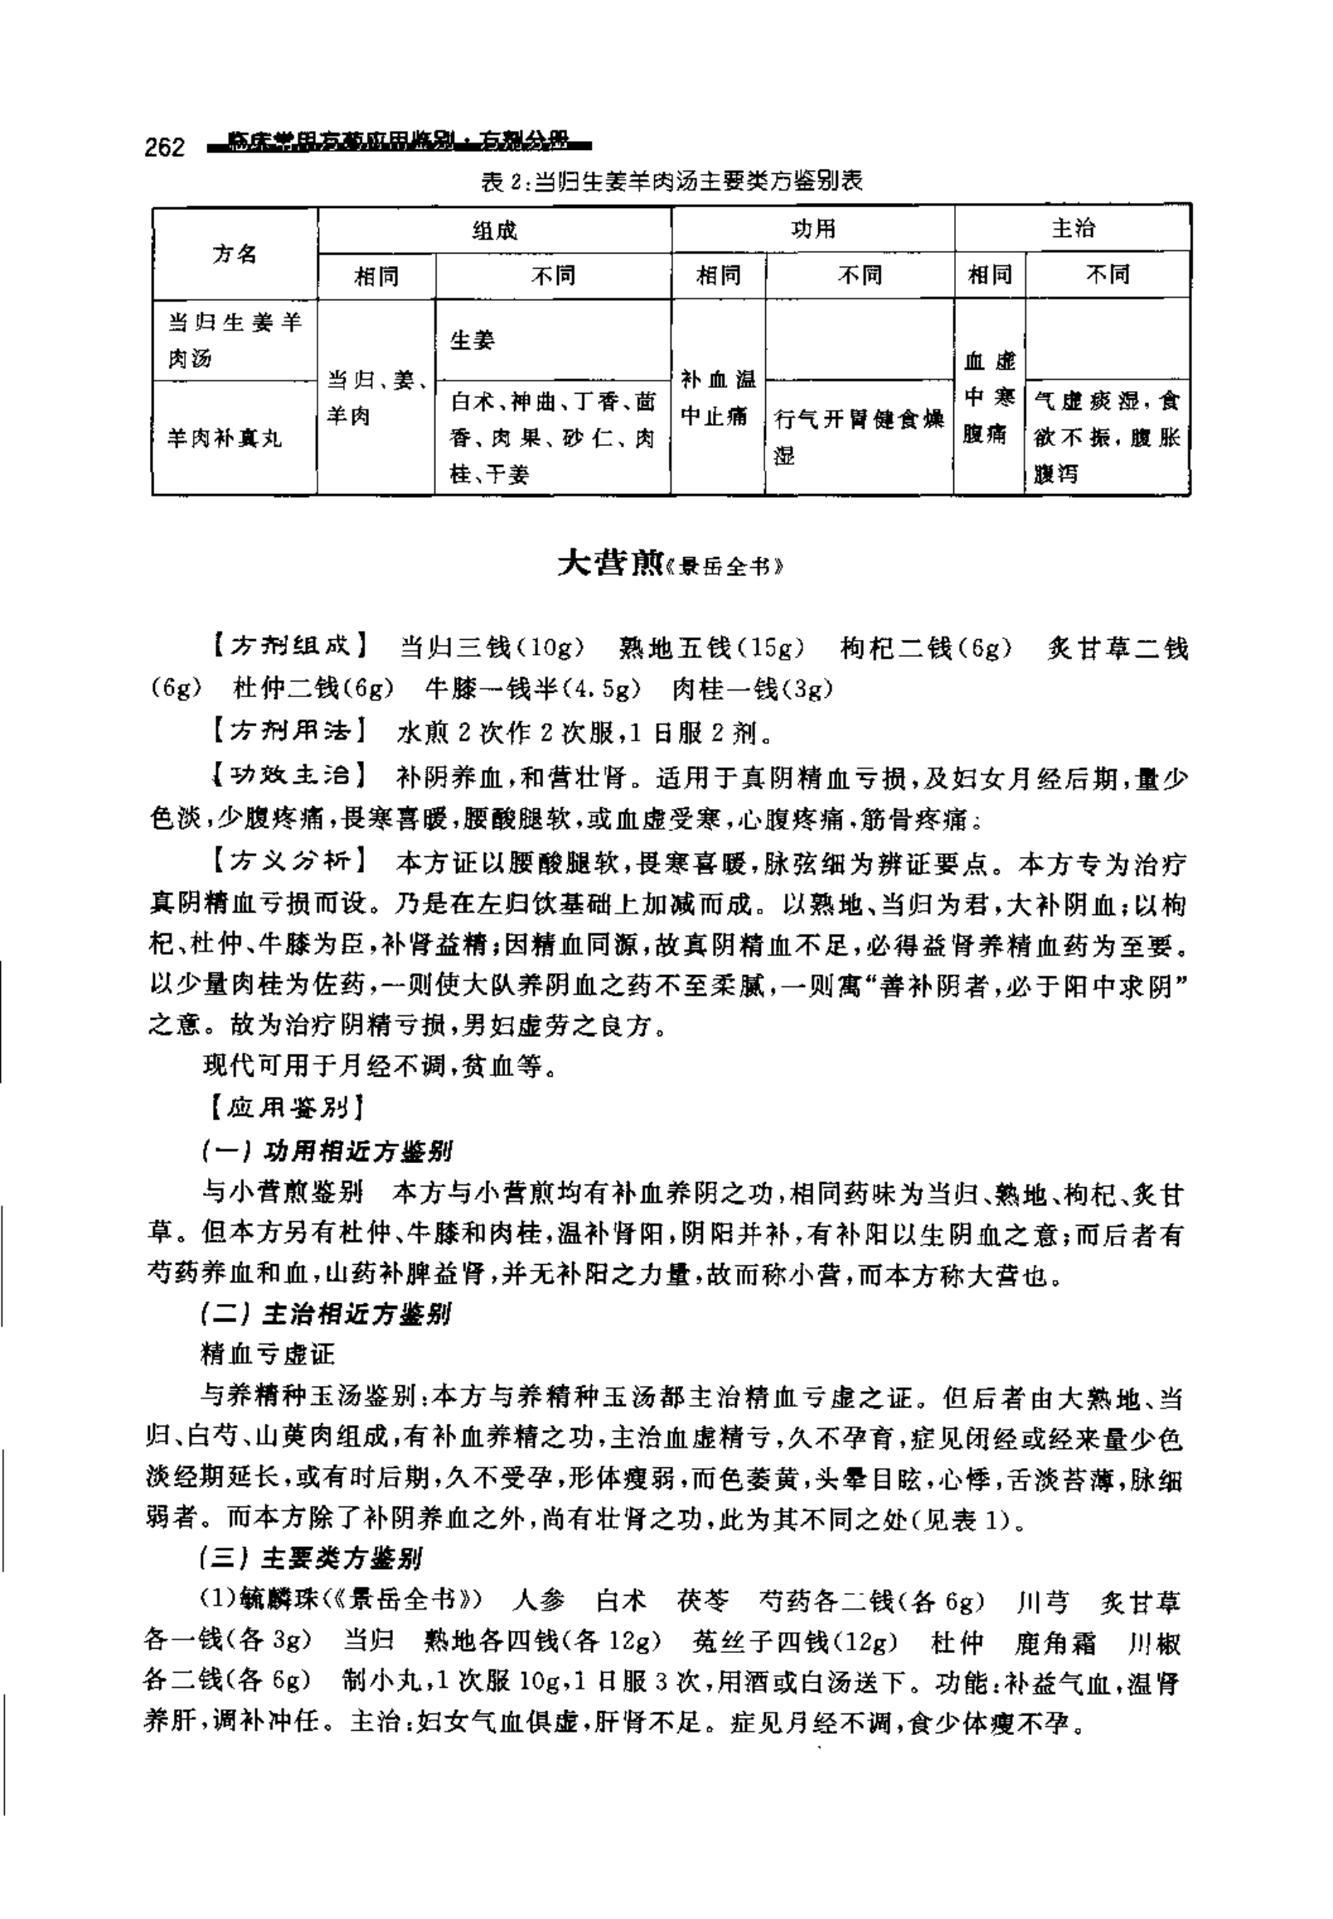 262 临床常用方药应用鉴别·方剂分册
表 2:当归生姜羊肉汤主要类方鉴别表
方名 组成 功用 主治
相同 不同 相同 不同 相同 不同
当归生姜羊肉汤 当归、姜、羊肉 生姜 补血温中止痛 血虚中寒腹痛
羊肉补真丸 白术、神曲、丁香、茴香、肉果、砂仁、肉桂、干姜 行气开胃健食燥湿 气虚痰湿,食欲不振,腹胀腹泻
大营煎《景岳全书》
【方剂组成】 当归三钱(10g) 熟地五钱(15g) 枸杞二钱(6g) 炙甘草二钱
(6g) 杜仲二钱(6g) 牛膝一钱半(4.5g) 肉桂一钱(3g)
【方剂用法】 水煎 2 次作 2 次服,1 日服 2 剂。
【功效主治】 补阴养血,和营壮肾。适用于真阴精血亏损,及妇女月经后期,量少
色淡,少腹疼痛,畏寒喜暖,腰酸腿软,或血虚受寒,心腹疼痛,筋骨疼痛。
【方义分析】 本方证以腰酸腿软,畏寒喜暖,脉弦细为辨证要点。本方专为治疗
真阴精血亏损而设。乃是在左归饮基础上加减而成。以熟地、当归为君,大补阴血;以枸
杞、杜仲、牛膝为臣,补肾益精;因精血同源,故真阴精血不足,必得益肾养精血药为至要。
以少量肉桂为佐药,一则使大队养阴血之药不至柔腻,一则寓“善补阴者,必于阳中求阴”
之意。故为治疗阴精亏损,男妇虚劳之良方。
现代可用于月经不调,贫血等。
【应用鉴别】
(一) 功用相近方鉴别
与小营煎鉴别 本方与小营煎均有补血养阴之功,相同药味为当归、熟地、枸杞、炙甘
草。但本方另有杜仲、牛膝和肉桂,温补肾阳,阴阳并补,有补阳以生阴血之意;而后者有
芍药养血和血,山药补脾益肾,并无补阳之力量,故而称小营,而本方称大营也。
(二) 主治相近方鉴别
精血亏虚证
与养精种玉汤鉴别:本方与养精种玉汤都主治精血亏虚之证。但后者由大熟地、当
归、白芍、山萸肉组成,有补血养精之功,主治血虚精亏,久不孕育,症见闭经或经来量少色
淡经期延长,或有时后期,久不受孕,形体瘦弱,而色萎黄,头晕目眩,心悸,舌淡苔薄,脉细
弱者。而本方除了补阴养血之外,尚有壮肾之功,此为其不同之处(见表 1)。
(三) 主要类方鉴别
(1)毓麟珠(《景岳全书》) 人参 白术 茯苓 芍药各二钱(各 6g) 川芎 炙甘草
各一钱(各 3g) 当归 熟地各四钱(各 12g) 菟丝子四钱(12g) 杜仲 鹿角霜 川椒
各二钱(各 6g) 制小丸,1 次服 10g,1 日服 3 次,用酒或白汤送下。功能:补益气血,温肾
养肝,调补冲任。主治:妇女气血俱虚,肝肾不足。症见月经不调,食少体瘦不孕。